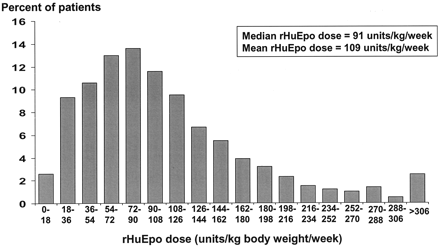 Percent of patients
16
14
12
10
8
6
4
2
0
Median rHuEpo dose = 91 units/kg/week
Mean rHuEpo dose = 109 units/kg/week
0- 18- 36- 54- 72- 90- 108- 126- 144- 162- 180- 198- 216- 234- 252- 270- 288- >306
18 36 54 72 90 108 126 144 162 180 198 216 234 252 270 288 306
rHuEpo dose (units/kg body weight/week)